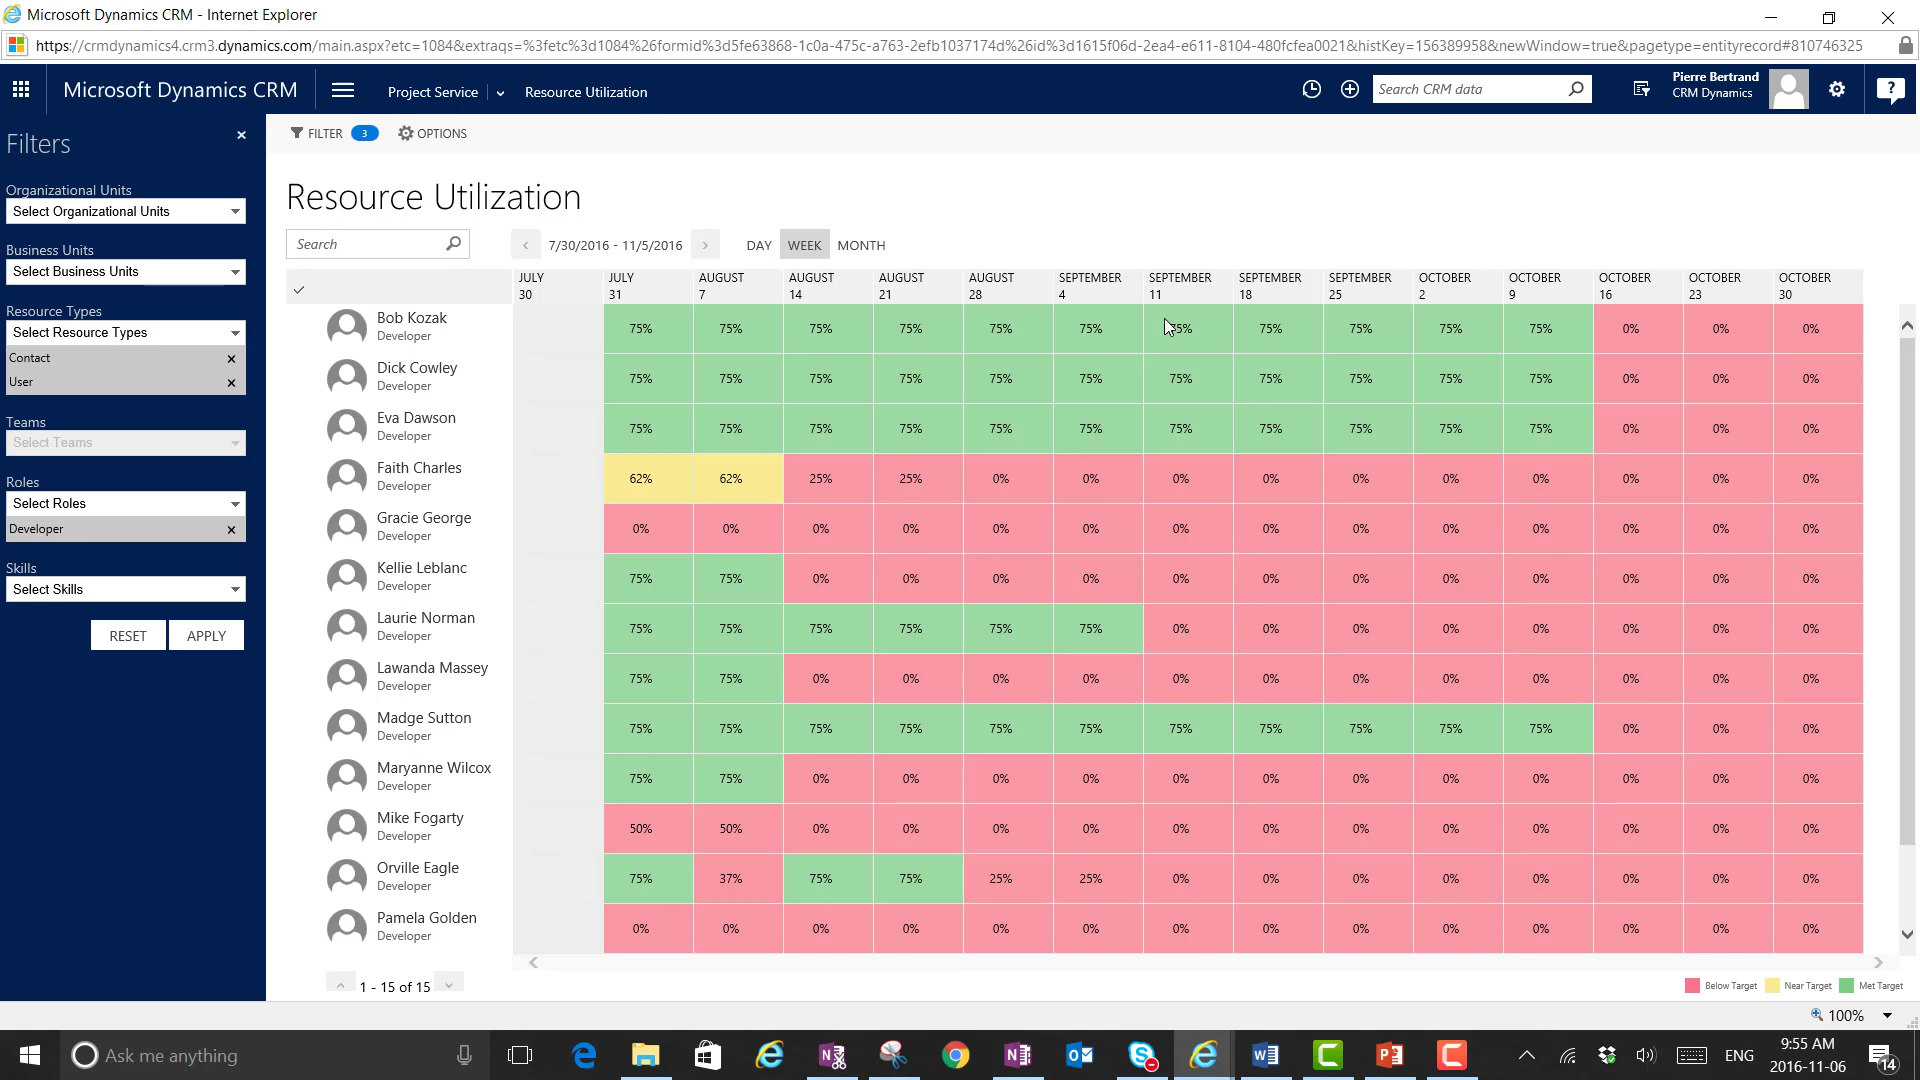 Microsoft Dynamics CRM - Internet Explorer
https://crmdynamics4.crm3.dynamics.com/main.aspx?etc=1084&extraqs=%3fetc%3d1084%26formid%3d5fe63868-1c0a-475c-a763-2efb1037174d%26id%3d1615f06d-2ea4-e611-8104-480fcfea0021&histKey=156389958&newWindow=true&pagetype=entityrecord#810746325
Microsoft Dynamics CRM Project Service Resource Utilization Search CRM data Pierre Bertrand
CRM Dynamics
FILTER 3 OPTIONS
Filters
Organizational Units
Select Organizational Units
Business Units
Select Business Units
Resource Types
Select Resource Types
Contact
User
Teams
Select Teams
Roles
Select Roles
Developer
Skills
Select Skills
RESET APPLY
Resource Utilization
Search 7/30/2016 - 11/5/2016 DAY WEEK MONTH
JULY JULY AUGUST AUGUST AUGUST AUGUST SEPTEMBER SEPTEMBER SEPTEMBER SEPTEMBER OCTOBER OCTOBER OCTOBER OCTOBER OCTOBER
30 31 7 14 21 28 4 11 18 25 2 9 16 23 30
Bob Kozak
Developer
75% 75% 75% 75% 75% 75% 75% 75% 75% 75% 75% 0% 0% 0%
Dick Cowley
Developer
75% 75% 75% 75% 75% 75% 75% 75% 75% 75% 75% 0% 0% 0%
Eva Dawson
Developer
75% 75% 75% 75% 75% 75% 75% 75% 75% 75% 75% 0% 0% 0%
Faith Charles
Developer
62% 62% 25% 25% 0% 0% 0% 0% 0% 0% 0% 0% 0% 0%
Gracie George
Developer
0% 0% 0% 0% 0% 0% 0% 0% 0% 0% 0% 0% 0% 0%
Kellie Leblanc
Developer
75% 75% 0% 0% 0% 0% 0% 0% 0% 0% 0% 0% 0% 0%
Laurie Norman
Developer
75% 75% 75% 75% 75% 75% 0% 0% 0% 0% 0% 0% 0% 0%
Lawanda Massey
Developer
75% 75% 0% 0% 0% 0% 0% 0% 0% 0% 0% 0% 0% 0%
Madge Sutton
Developer
75% 75% 75% 75% 75% 75% 75% 75% 75% 75% 75% 0% 0% 0%
Maryanne Wilcox
Developer
75% 75% 0% 0% 0% 0% 0% 0% 0% 0% 0% 0% 0% 0%
Mike Fogarty
Developer
50% 50% 0% 0% 0% 0% 0% 0% 0% 0% 0% 0% 0% 0%
Orville Eagle
Developer
75% 37% 75% 75% 25% 25% 0% 0% 0% 0% 0% 0% 0% 0%
Pamela Golden
Developer
0% 0% 0% 0% 0% 0% 0% 0% 0% 0% 0% 0% 0% 0%
1 - 15 of 15
Below Target Near Target Met Target
100%
Ask me anything
ENG
9:55 AM
2016-11-06
14